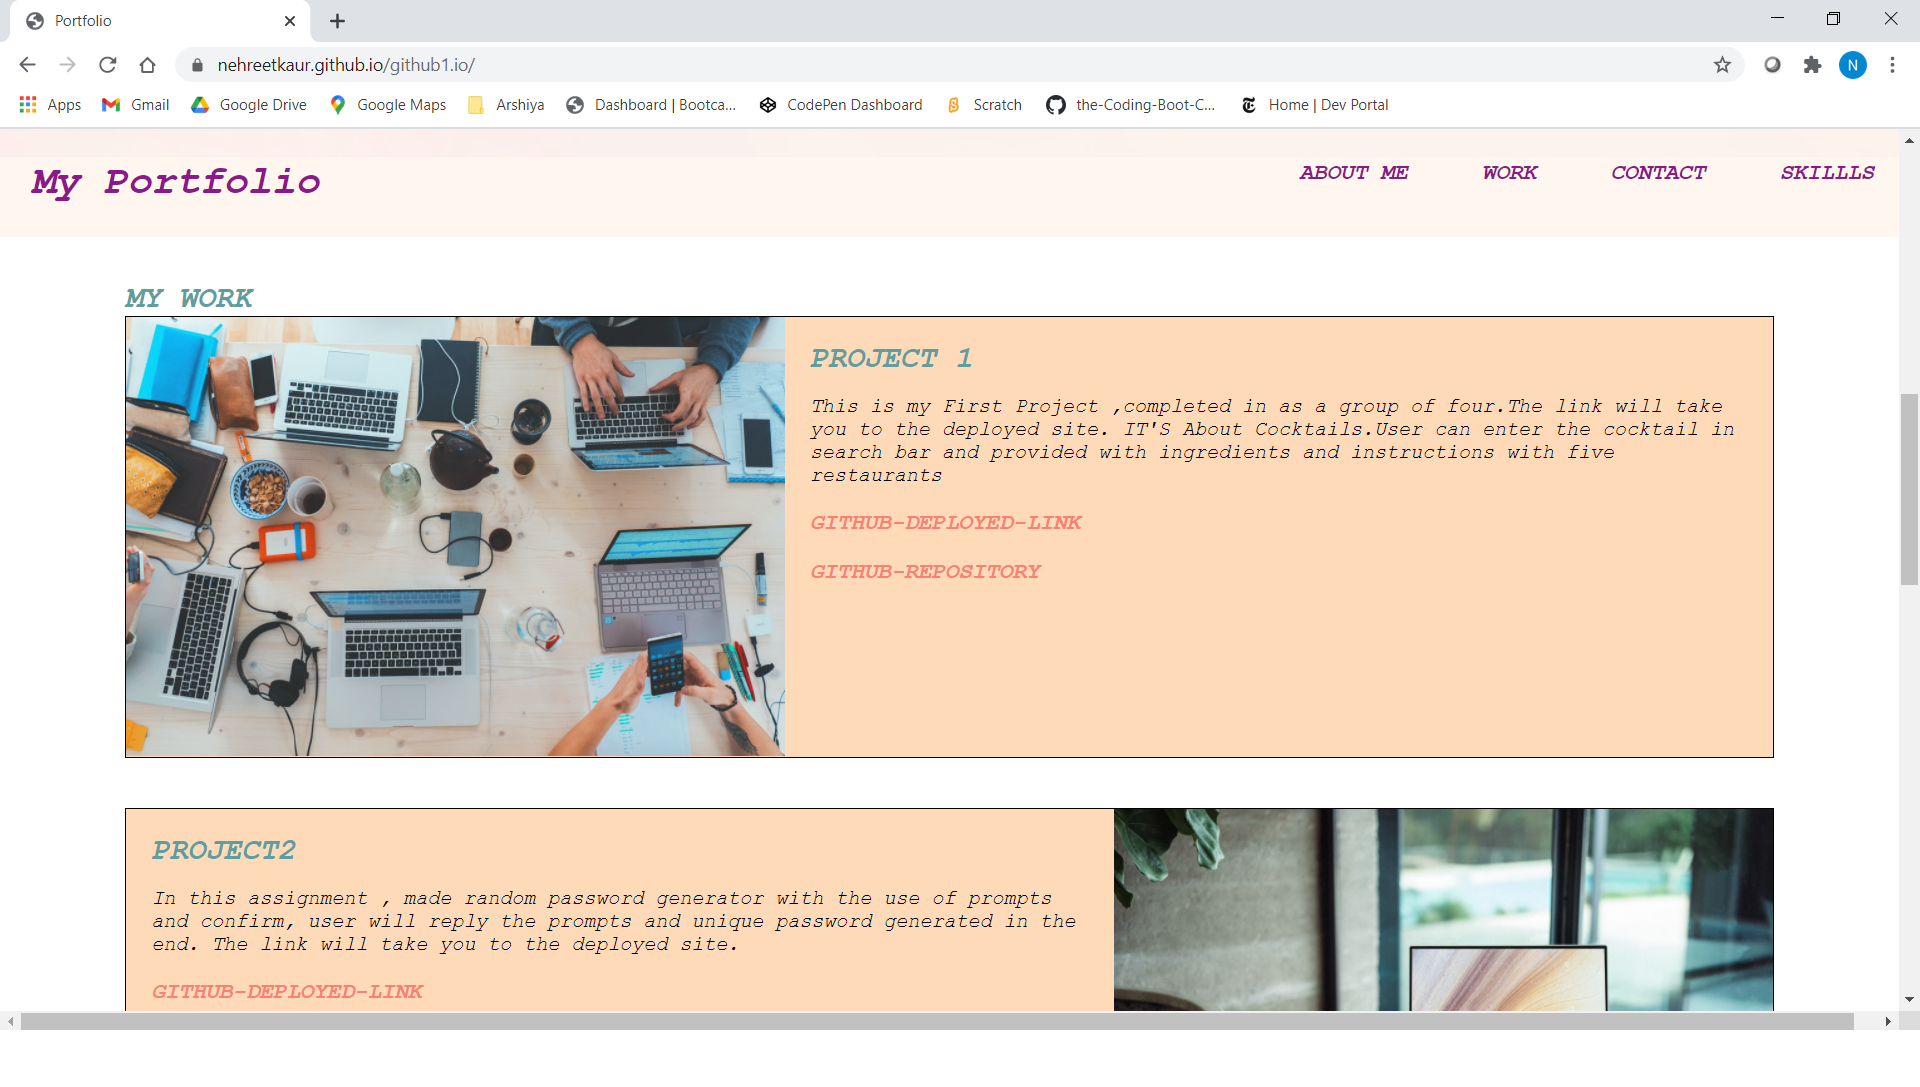 Portfolio
nehreetkaur.github.io/github1.io/
N
Apps Gmail Google Drive Google Maps Arshiya Dashboard | Bootca... CodePen Dashboard Scratch the-Coding-Boot-C... Home | Dev Portal
My Portfolio
ABOUT ME WORK CONTACT SKILLLS
MY WORK
PROJECT 1
This is my First Project ,completed in as a group of four.The link will take
you to the deployed site. IT'S About Cocktails.User can enter the cocktail in
search bar and provided with ingredients and instructions with five
restaurants
GITHUB-DEPLOYED-LINK
GITHUB-REPOSITORY
PROJECT2
In this assignment , made random password generator with the use of prompts
and confirm, user will reply the prompts and unique password generated in the
end. The link will take you to the deployed site.
GITHUB-DEPLOYED-LINK